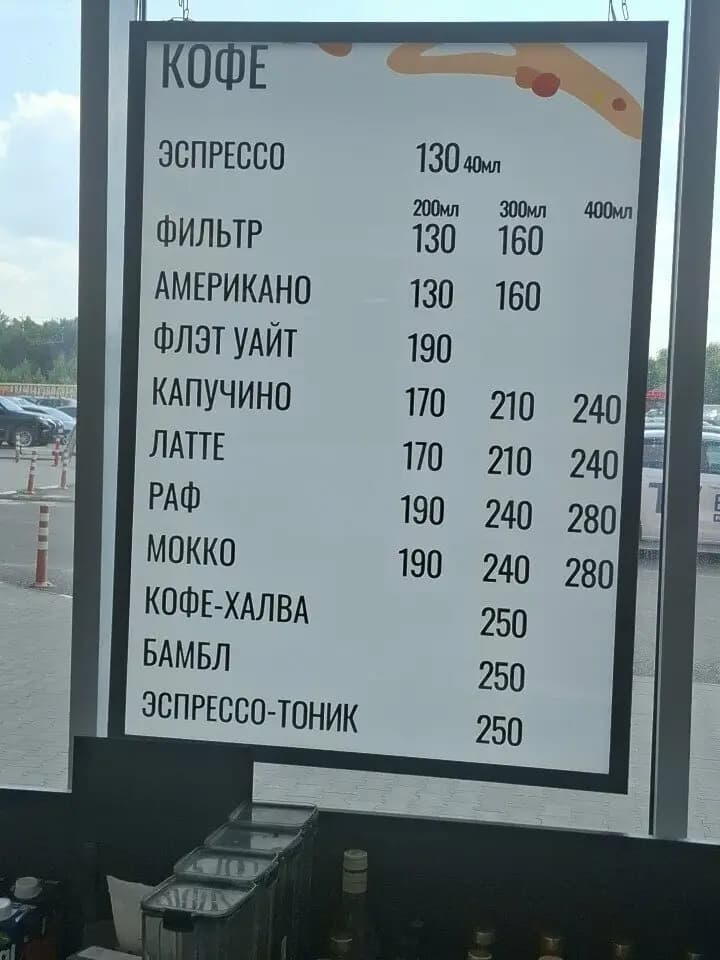 КОФЕ
ЭСПРЕССО 130 40мл
200мл 300мл 400мл
ФИЛЬТР 130 160
АМЕРИКАНО 130 160
ФЛЭТ УАЙТ 190
КАПУЧИНО 170 210 240
ЛАТТЕ 170 210 240
РАФ 190 240 280
МОККО 190 240 280
КОФЕ-ХАЛВА 250
БАМБЛ 250
ЭСПРЕССО-ТОНИК 250